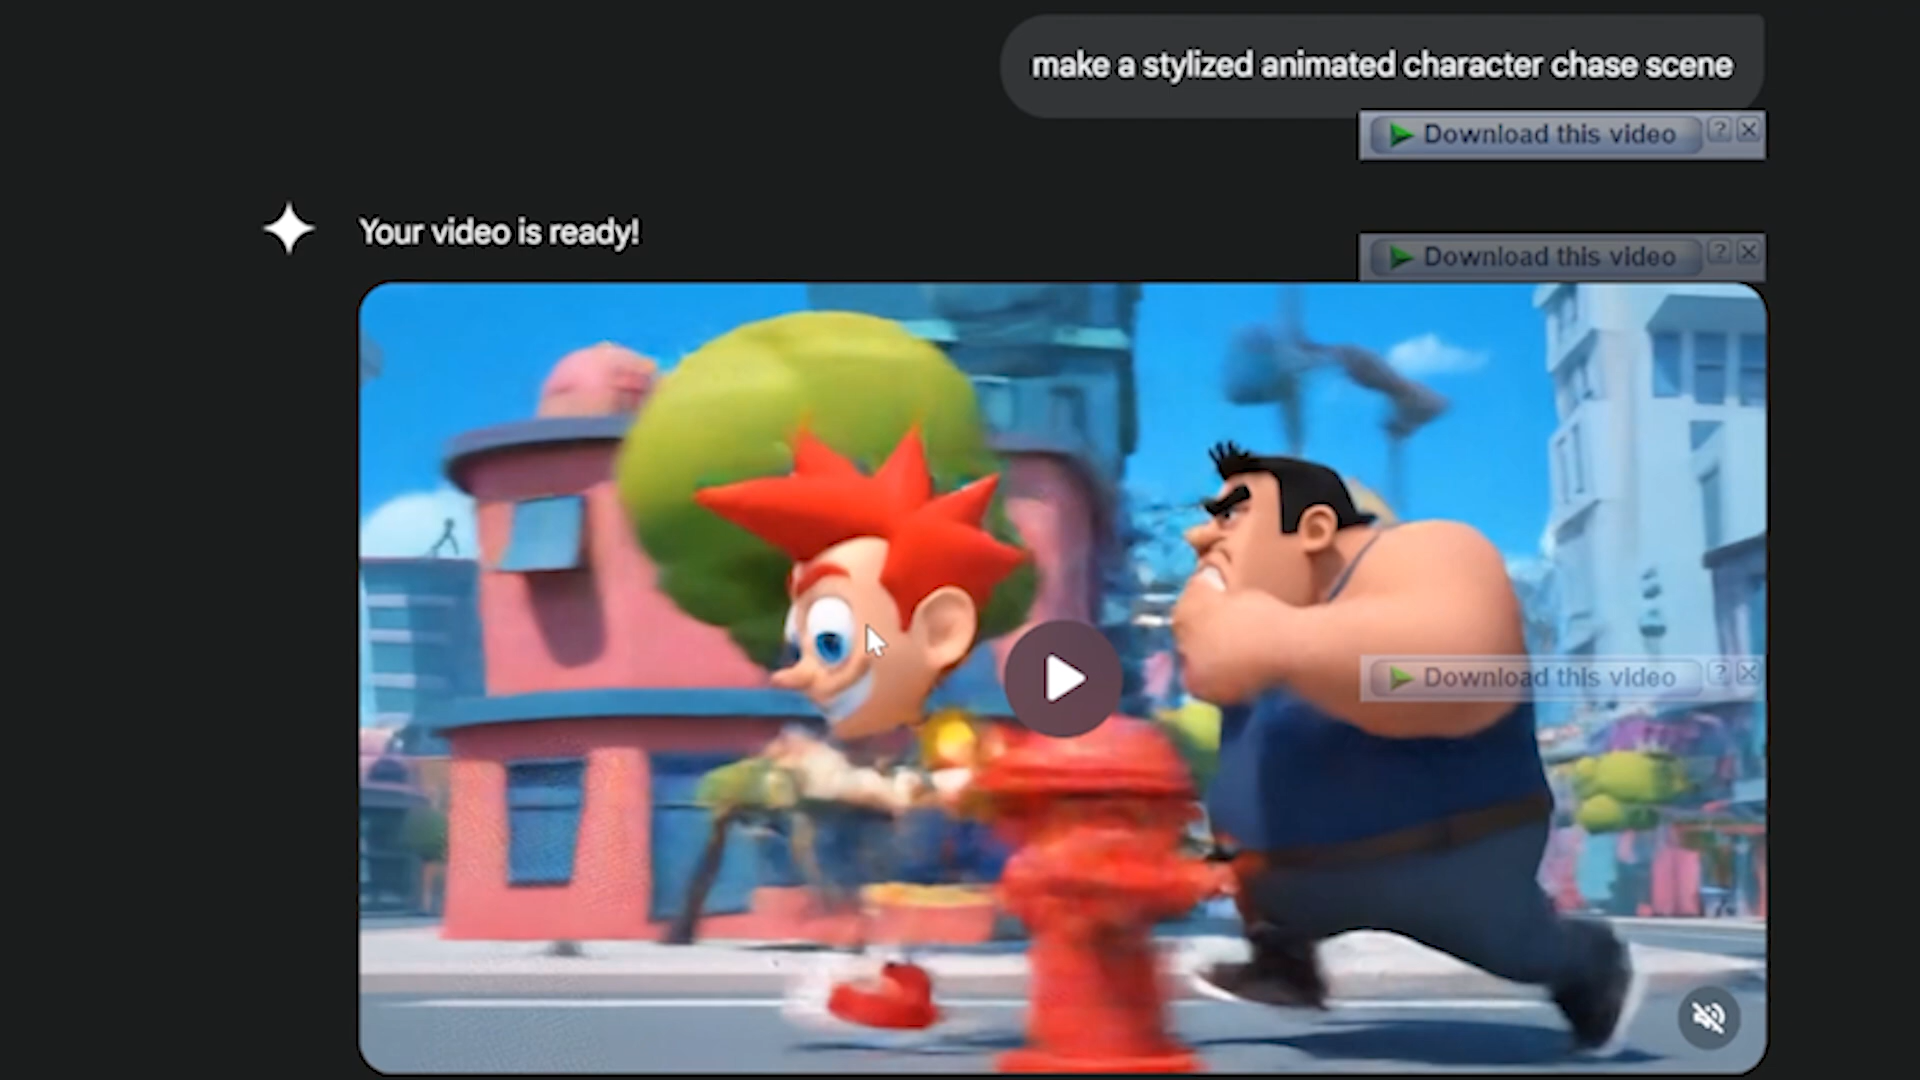 make a stylized animated character chase scene
Download this video ?
Your video is ready!
Download this video ?
Download this video ?